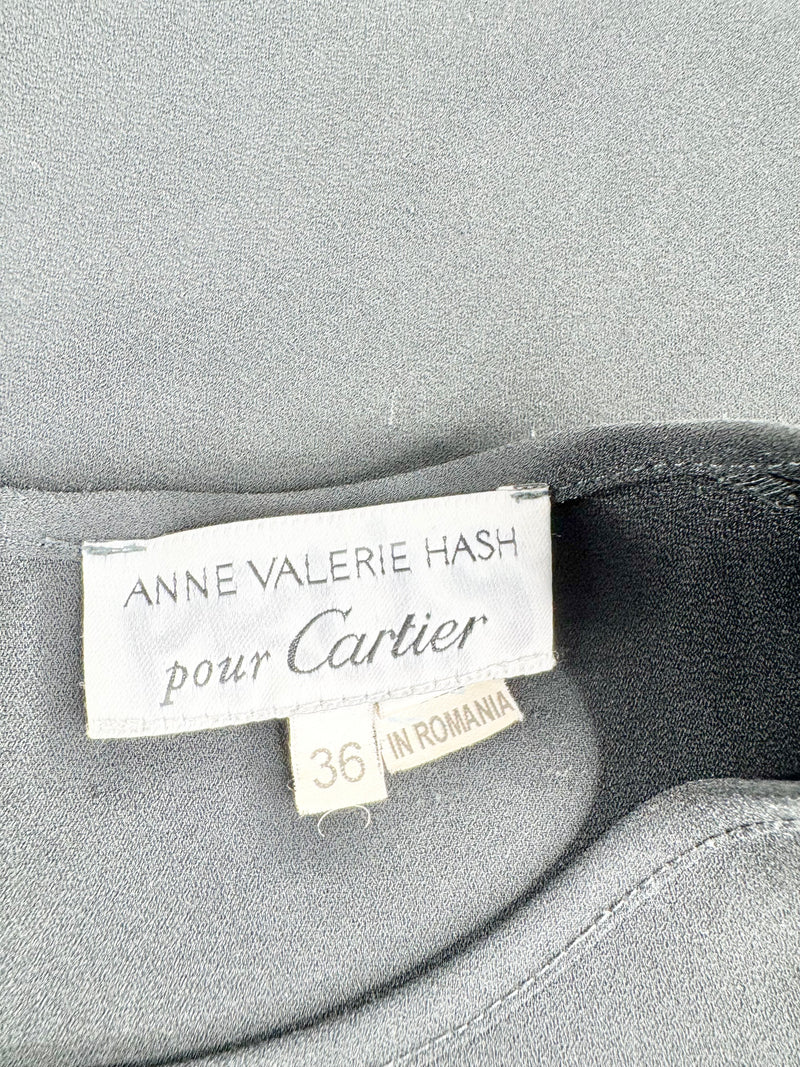 ANNE VALERIE HASH
pour Cartier
36
IN ROMANIA